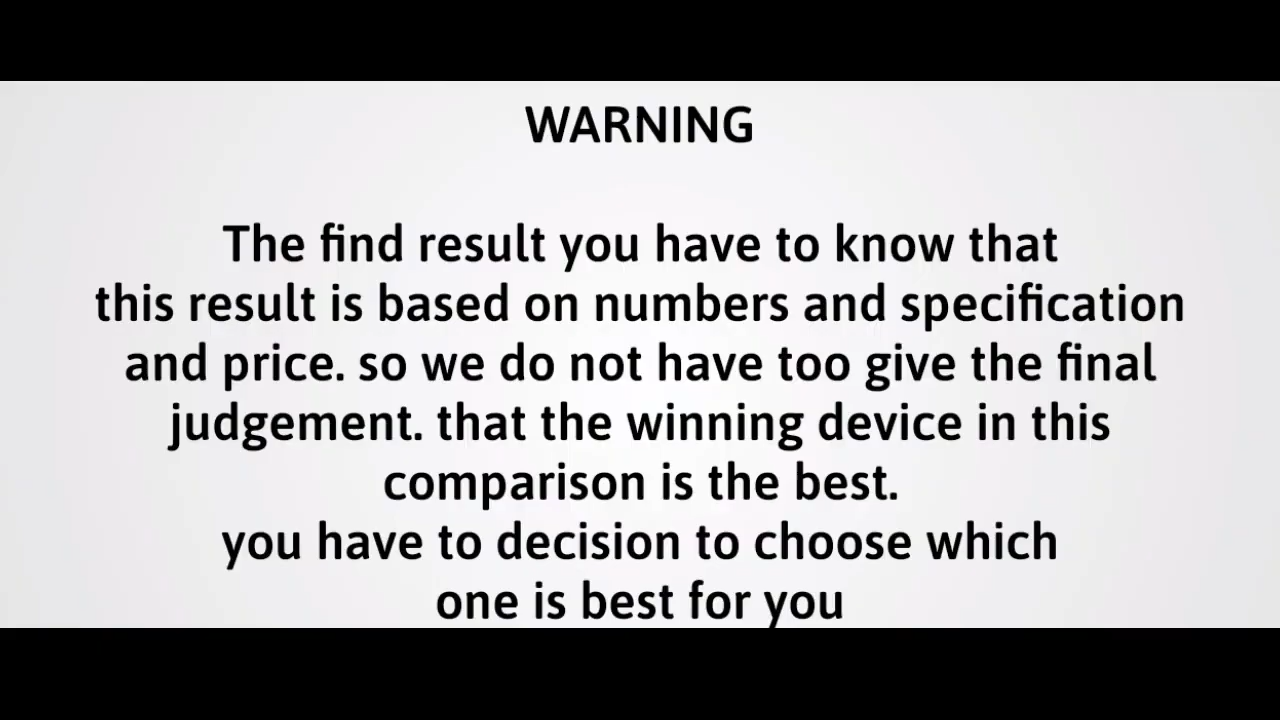 WARNING
The find result you have to know that
this result is based on numbers and specification
and price. so we do not have too give the final
judgement. that the winning device in this
comparison is the best.
you have to decision to choose which
one is best for you